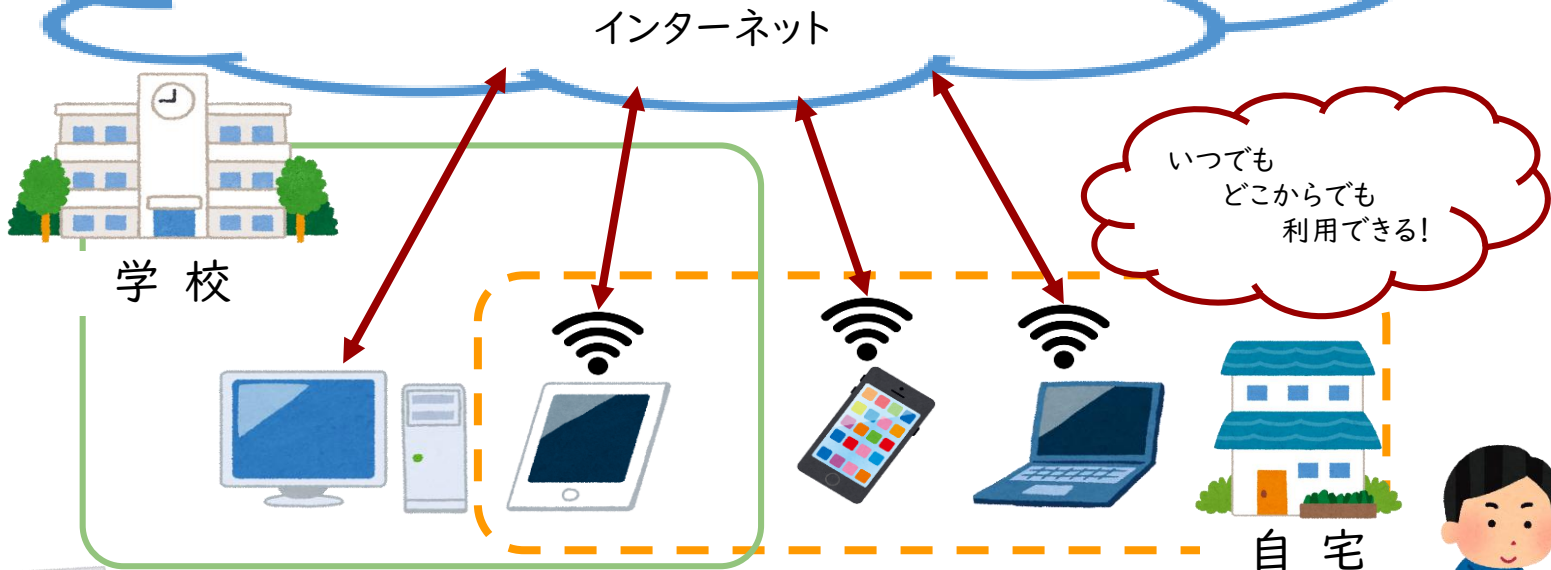 インターネット
いつでも
どこからでも
利用できる!
学校
自宅